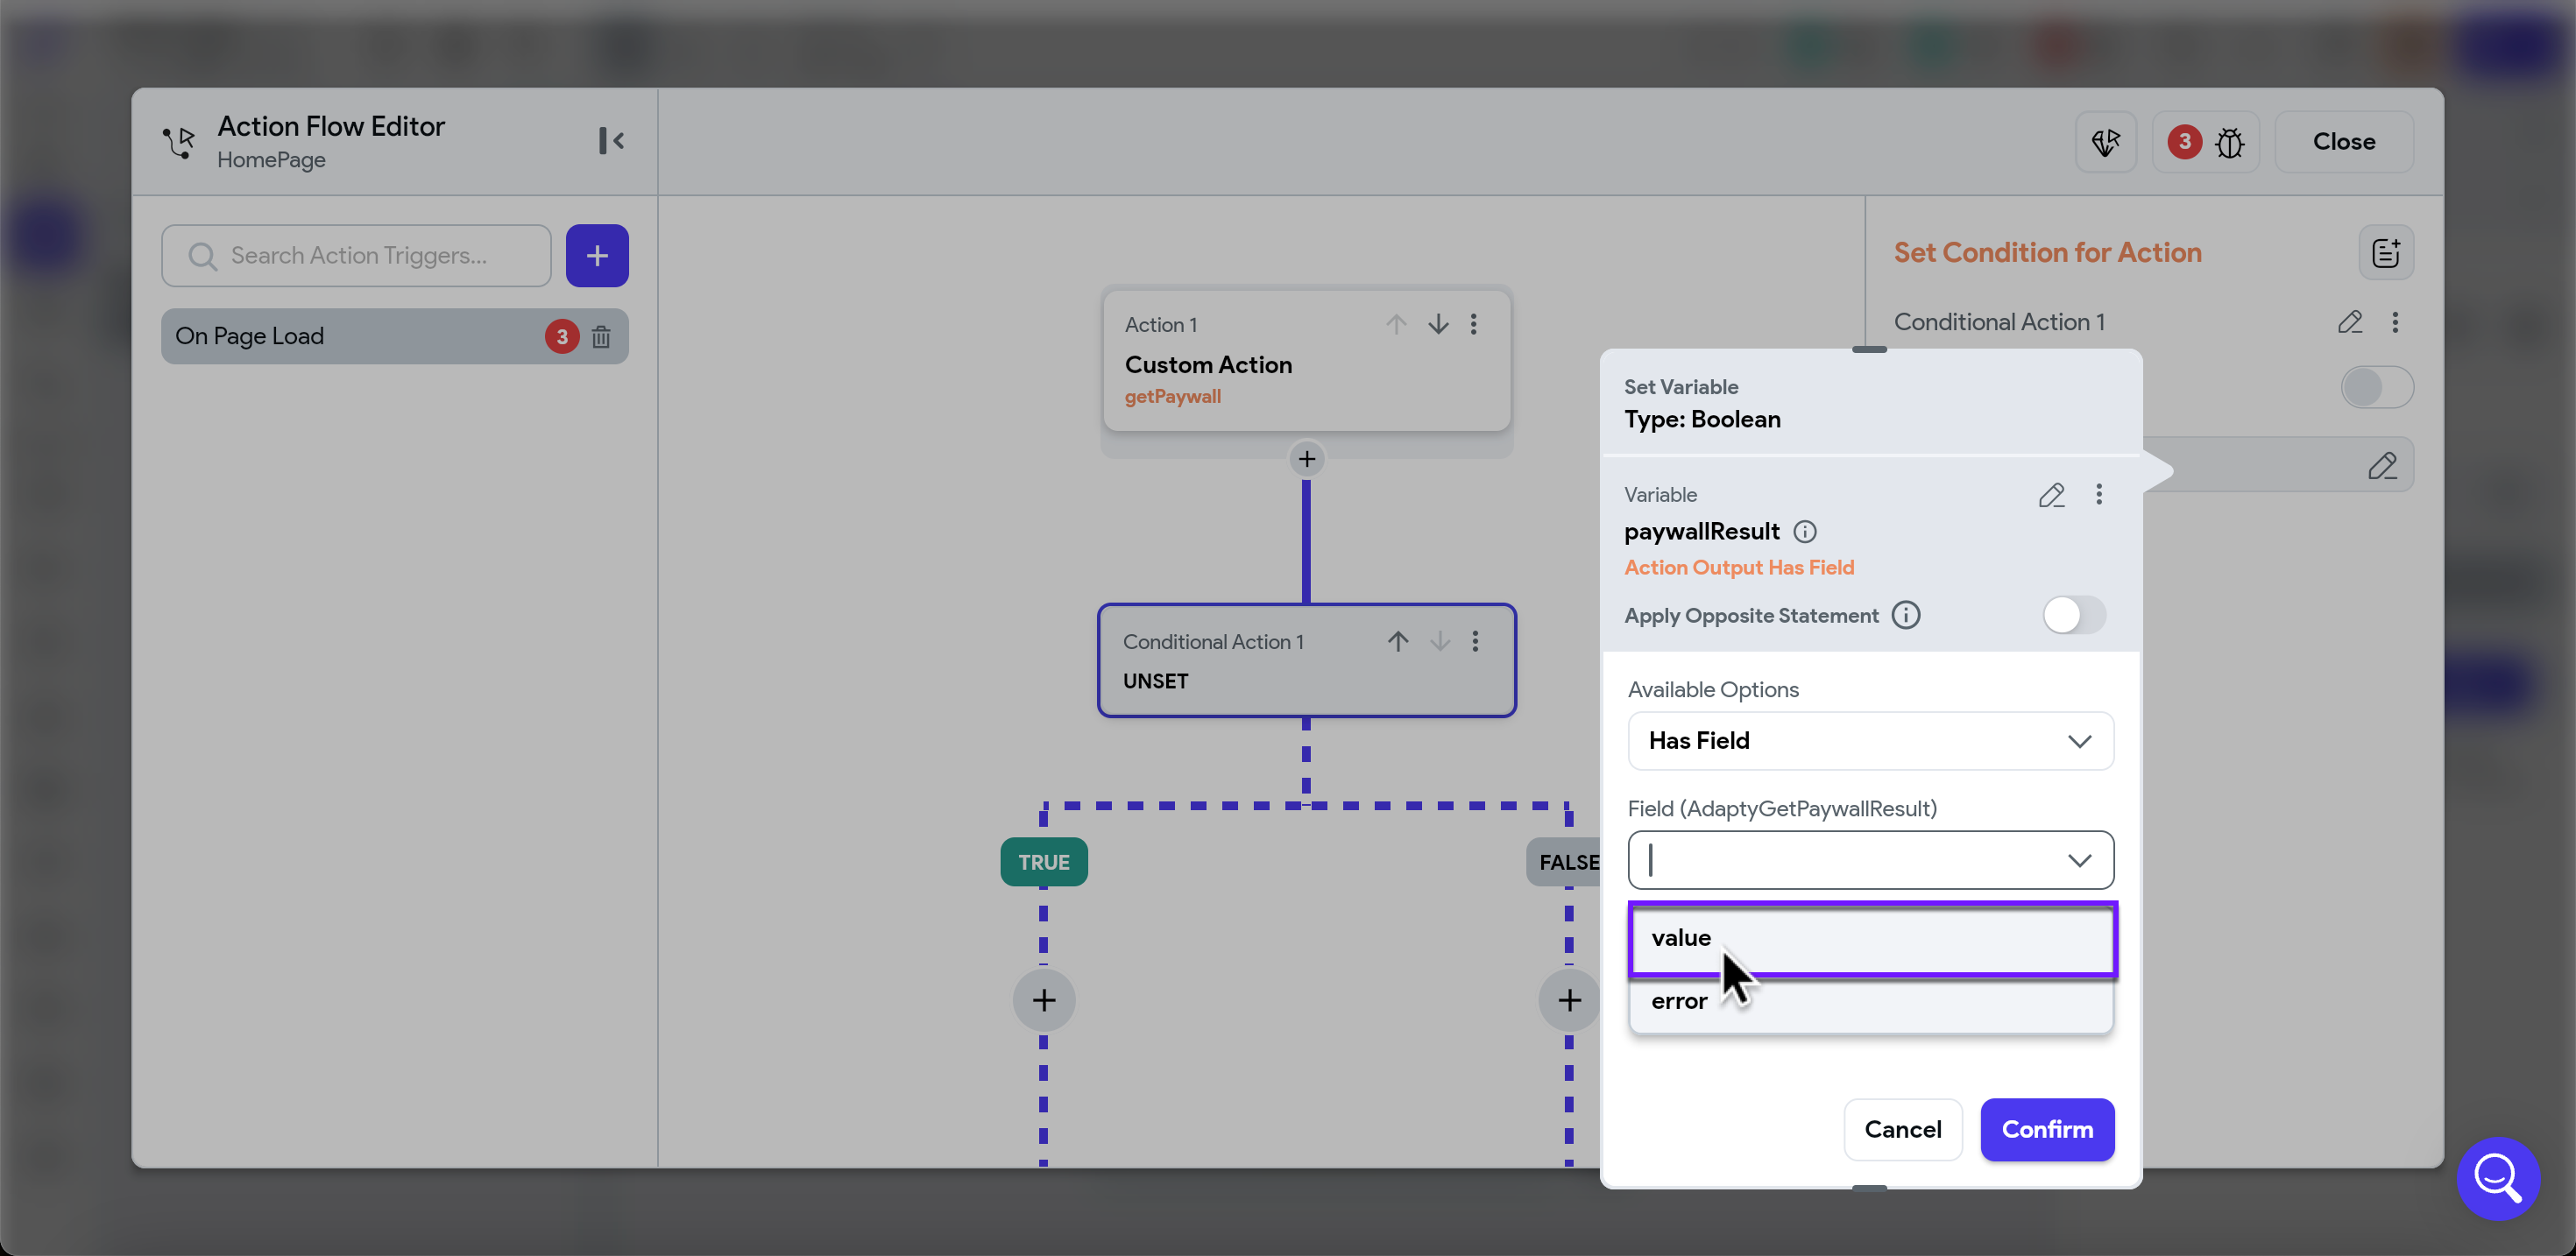 Action Flow Editor
HomePage
3
Close
Search Action Triggers...
On Page Load
3
Action 1
Custom Action
getPaywall
Conditional Action 1
UNSET
TRUE
FALSE
Set Condition for Action
Conditional Action 1
Set Variable
Type: Boolean
Variable
paywallResult
Action Output Has Field
Apply Opposite Statement
Available Options
Has Field
Field (AdaptyGetPaywallResult)
value
error
Cancel
Confirm